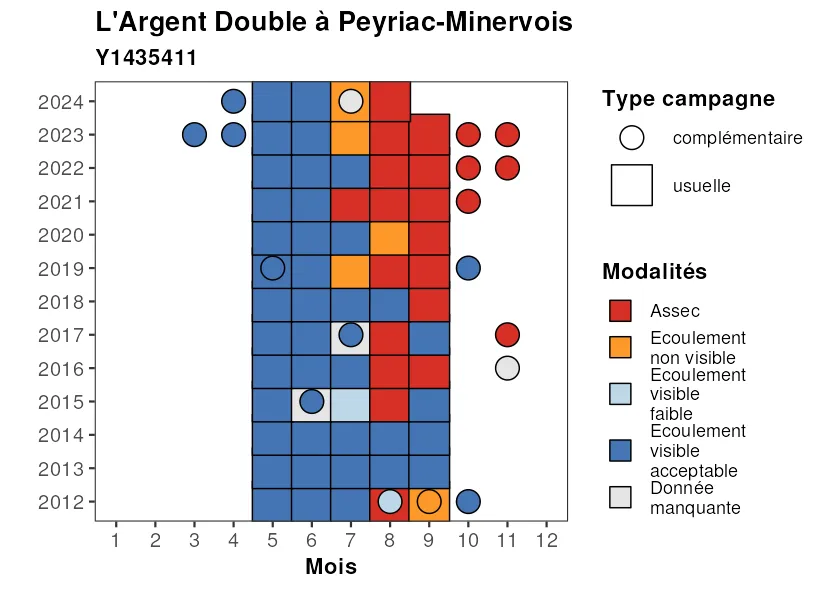 L'Argent Double à Peyriac-Minervois
Y1435411
2024
2023
2022
2021
2020
2019
2018
2017
2016
2015
2014
2013
2012
1 2 3 4 5 6 7 8 9 10 11 12
Mois
Type campagne
complémentaire
usuelle
Modalités
Assec
Ecoulement
non visible
Ecoulement
visible
faible
Ecoulement
visible
acceptable
Donnée
manquante